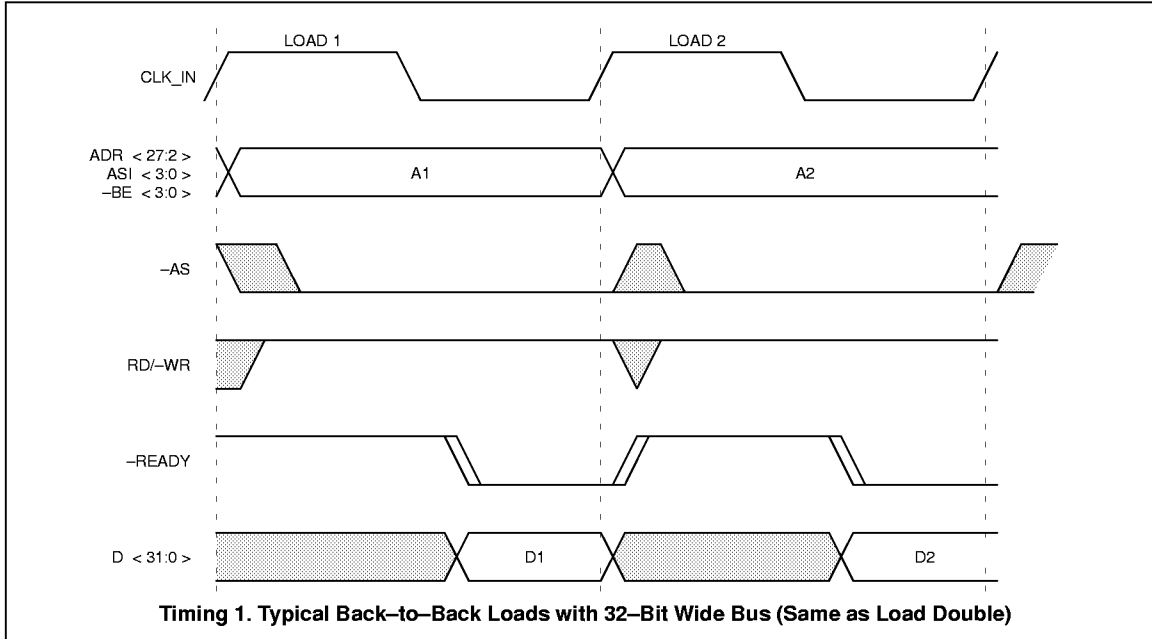 LOAD 1 LOAD 2
CLK_IN
ADR < 27:2 >
ASI < 3:0 >
–BE < 3:0 >
A1 A2
–AS
RD/–WR
–READY
D < 31:0 > D1 D2
Timing 1. Typical Back–to–Back Loads with 32–Bit Wide Bus (Same as Load Double)